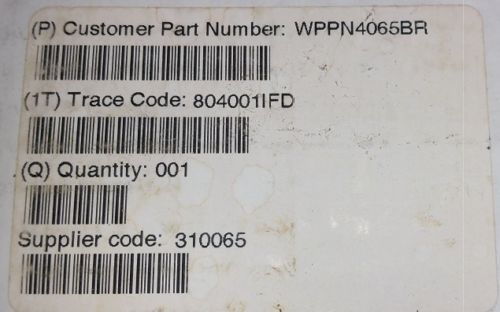 (P) Customer Part Number: WPPN4065BR
(1T) Trace Code: 804001IFD
(Q) Quantity: 001
Supplier code: 310065